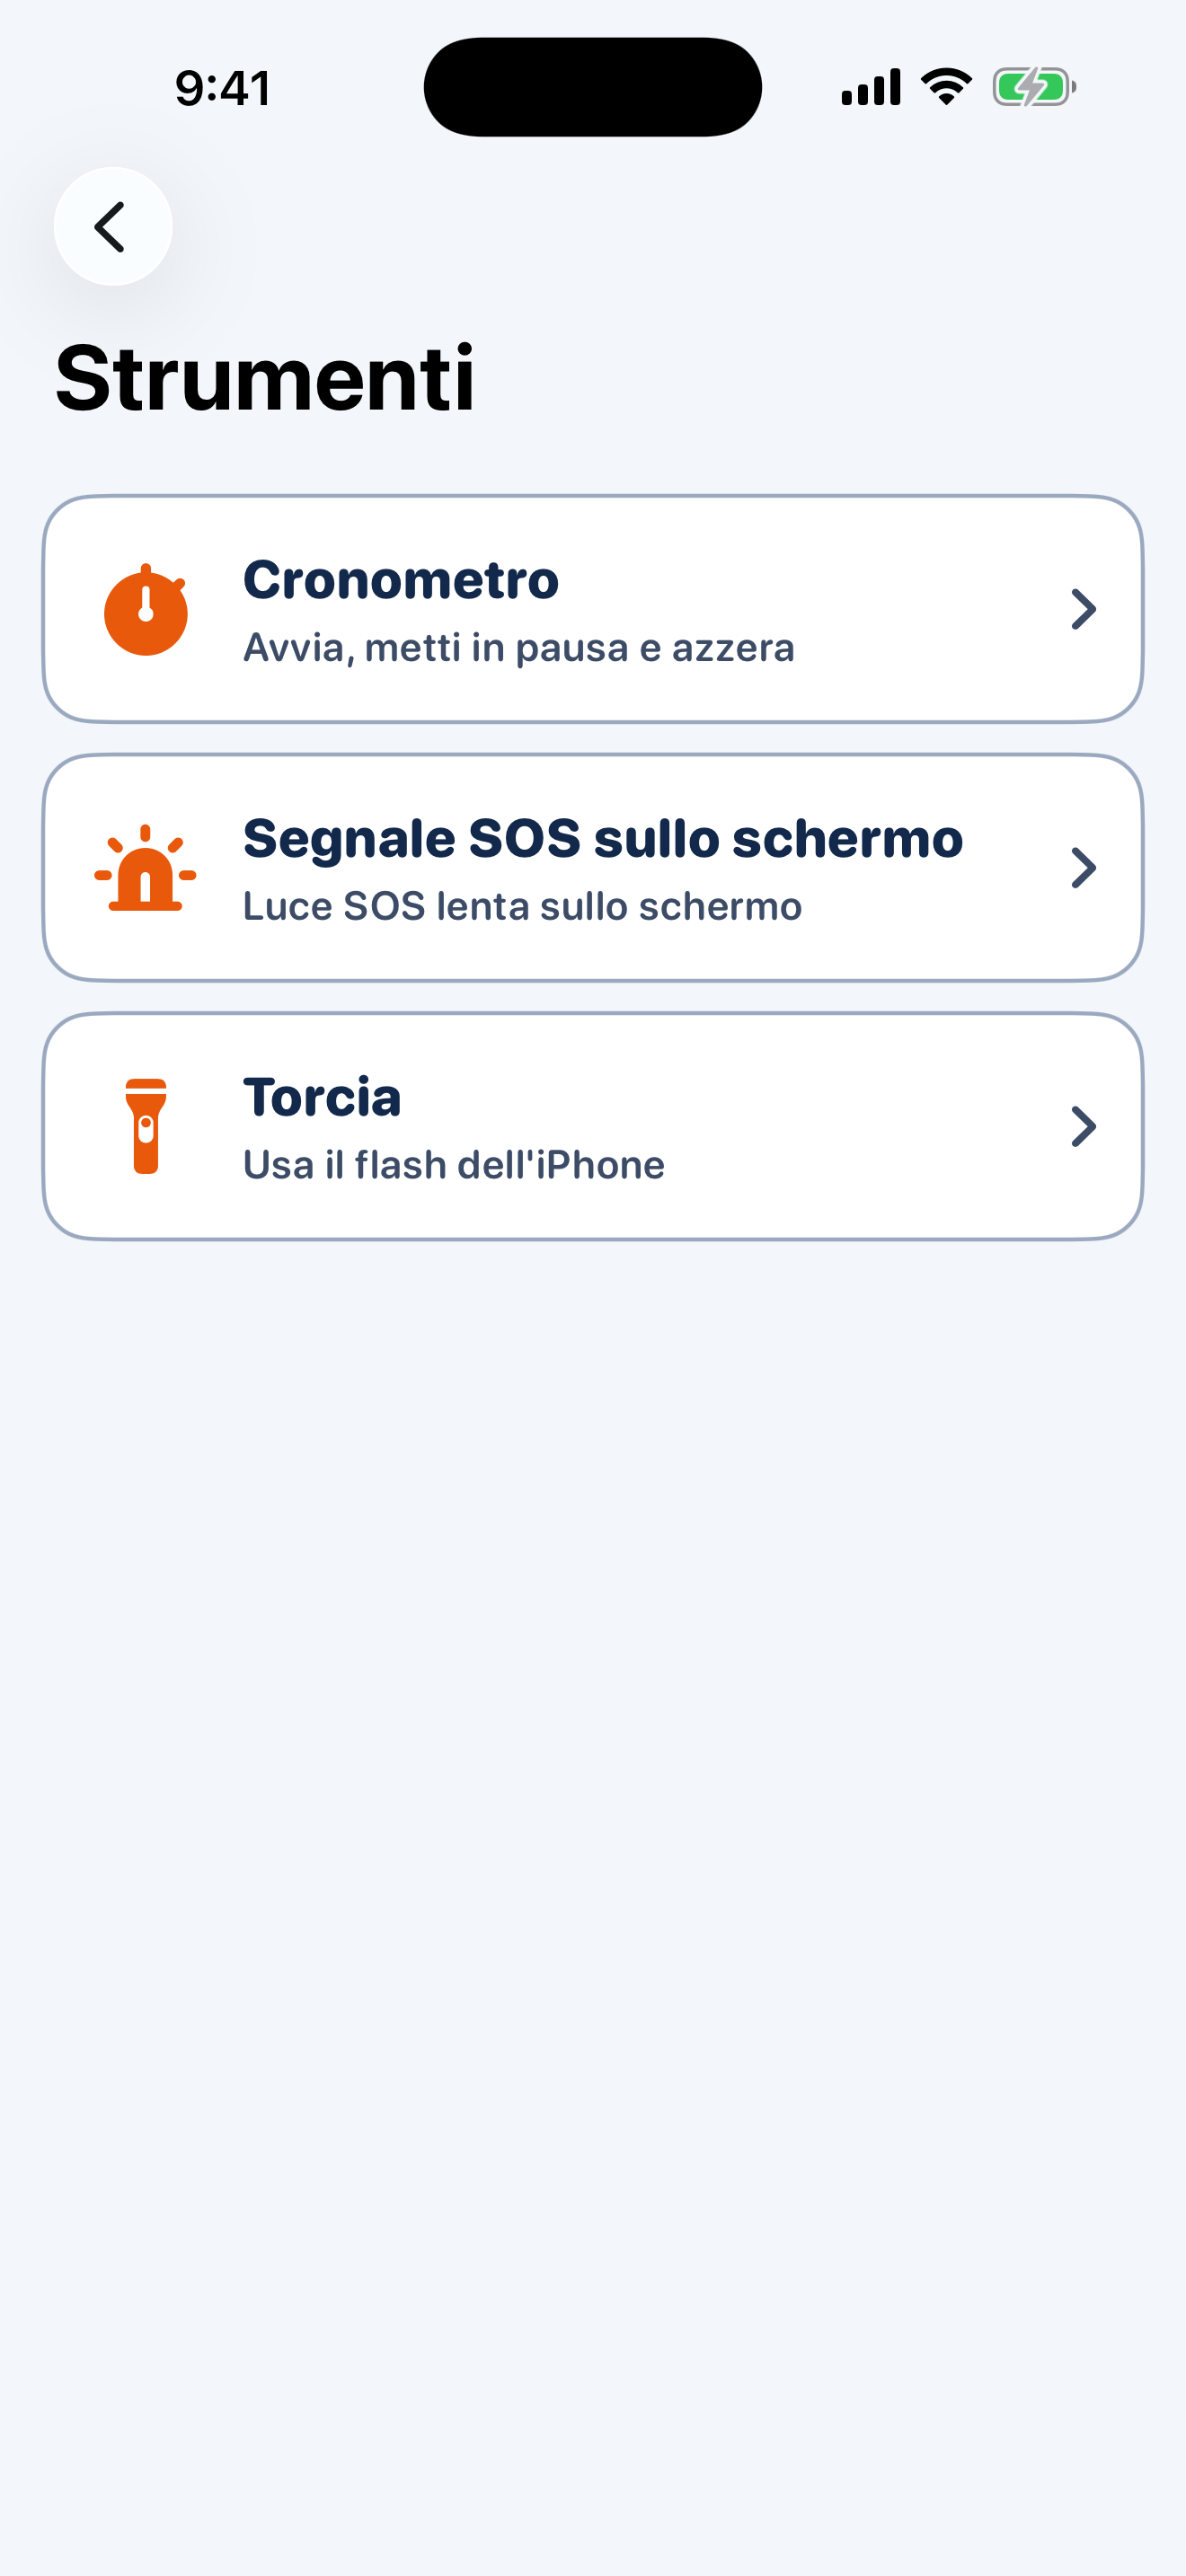 9:41
Strumenti
Cronometro
Avvia, metti in pausa e azzera
Segnale SOS sullo schermo
Luce SOS lenta sullo schermo
Torcia
Usa il flash dell'iPhone